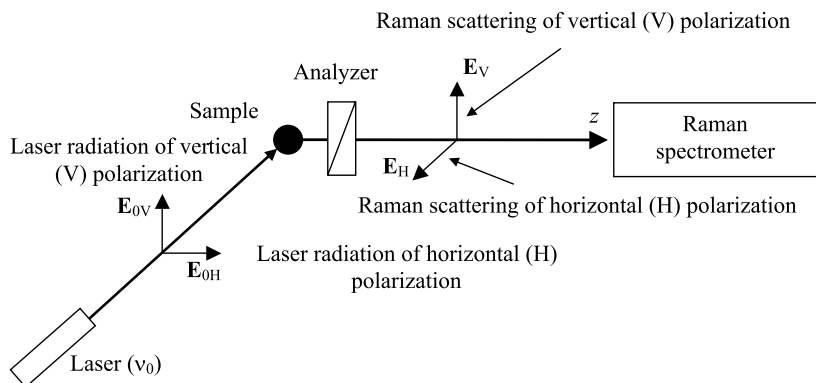 Raman scattering of vertical (V) polarization
Analyzer
E_V
Sample
z
Raman
spectrometer
Laser radiation of vertical
(V) polarization
E_H
E_0V
Raman scattering of horizontal (H) polarization
E_0H
Laser radiation of horizontal (H)
polarization
Laser (ν₀)